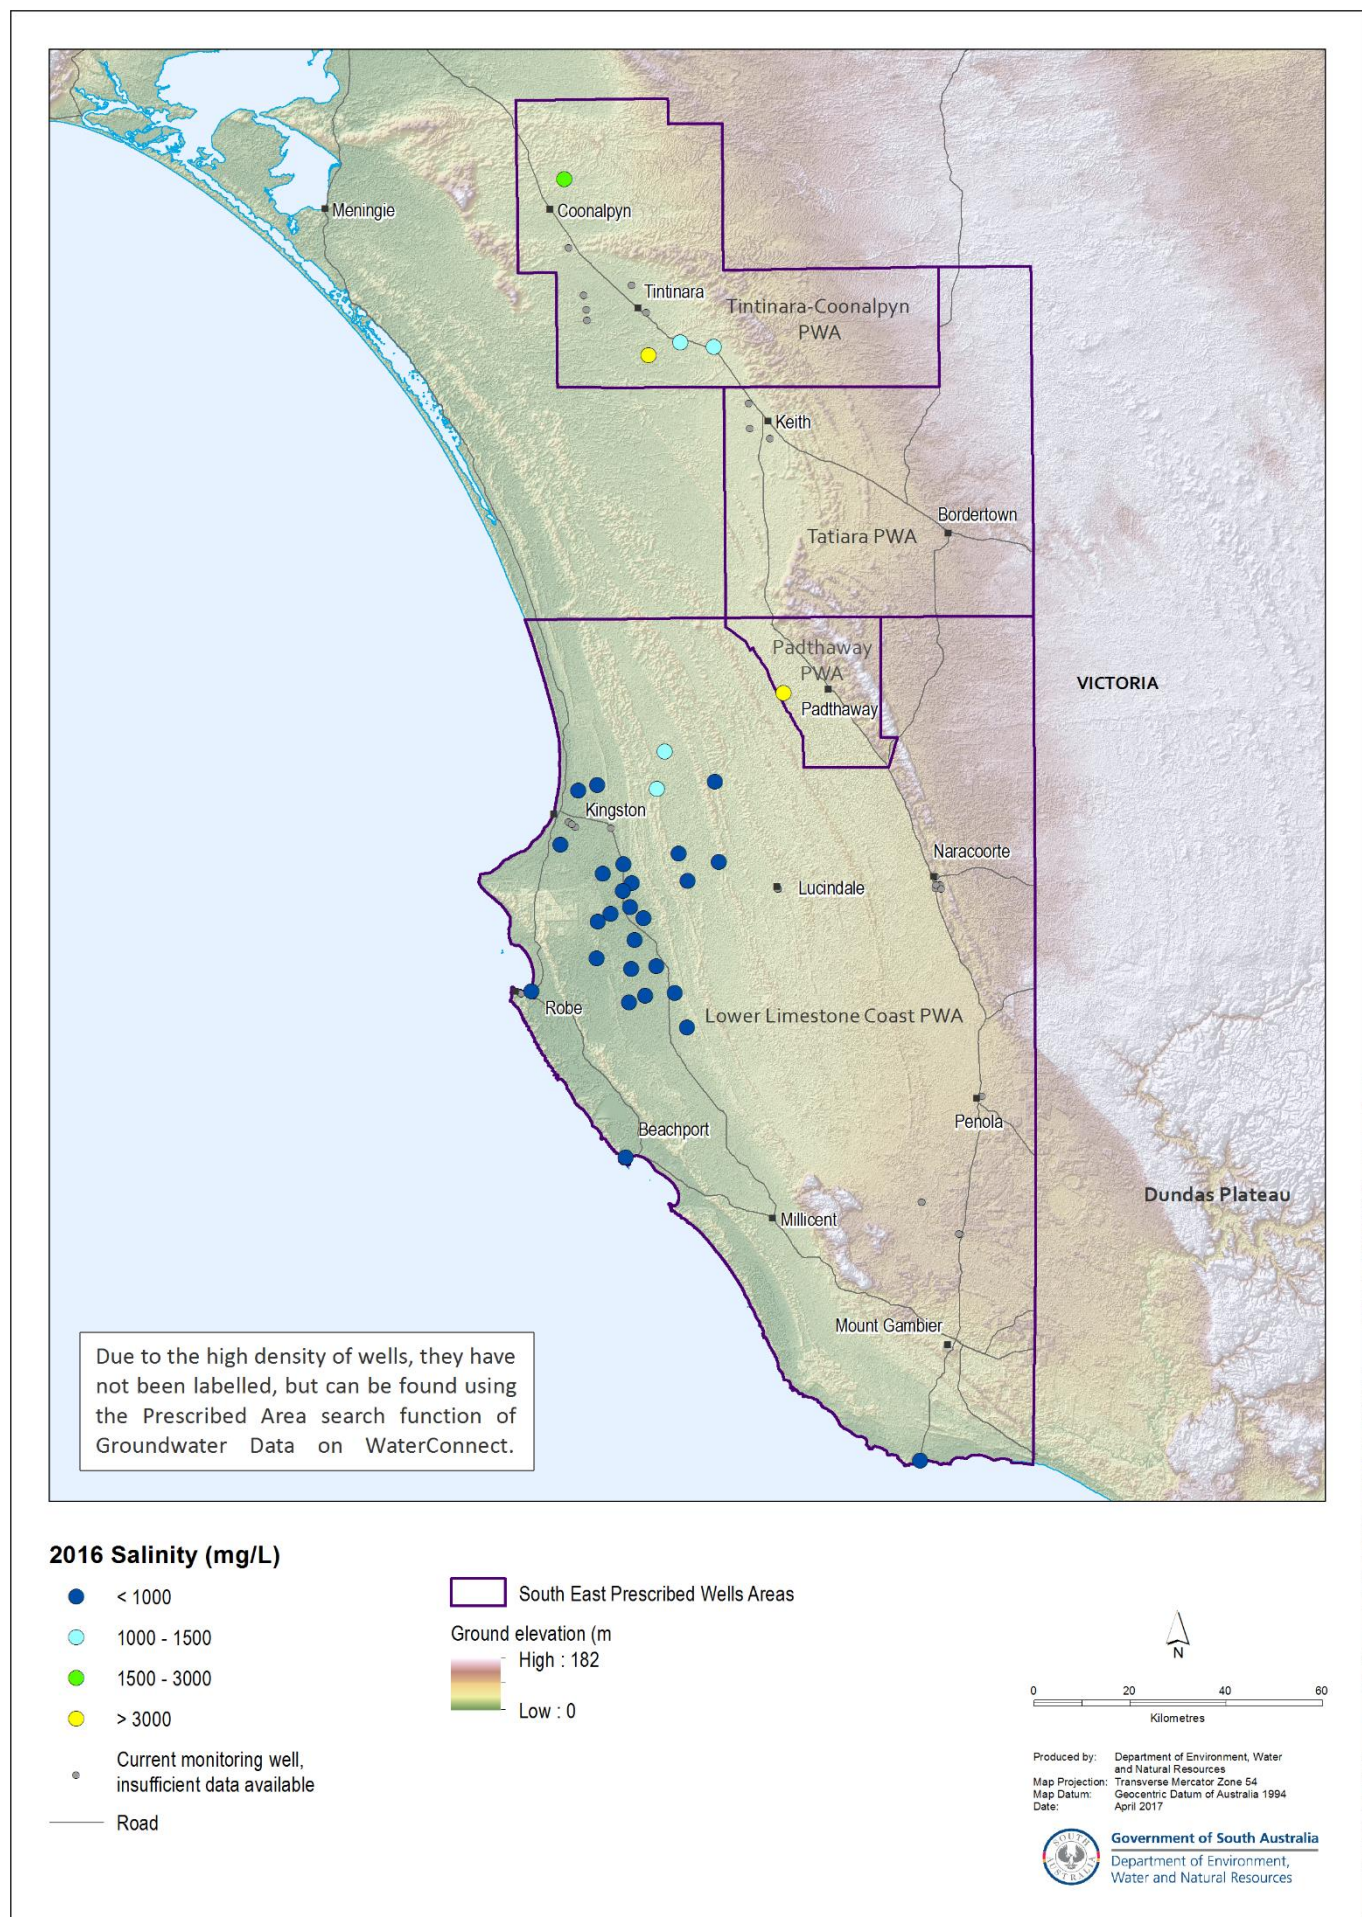 Meningie
Coonalpyn
Tintinara
Tintinara-Coonalpyn
PWA
Keith
Bordertown
Tatiara PWA
Padthaway
PWA
VICTORIA
Padthaway
Kingston
Naracoorte
Lucindale
Robe
Lower Limestone Coast PWA
Penola
Beachport
Dundas Plateau
Millicent
Mount Gambier
Due to the high density of wells, they have
not been labelled, but can be found using
the Prescribed Area search function of
Groundwater Data on WaterConnect.
2016 Salinity (mg/L)
< 1000
1000 - 1500
1500 - 3000
> 3000
Current monitoring well,
insufficient data available
Road
South East Prescribed Wells Areas
Ground elevation (m
High : 182
Low : 0
N
0 20 40 60
Kilometres
Produced by: Department of Environment, Water
and Natural Resources
Map Projection: Transverse Mercator Zone 54
Map Datum: Geocentric Datum of Australia 1994
Date: April 2017
SOUTH AUSTRALIA
Government of South Australia
Department of Environment,
Water and Natural Resources